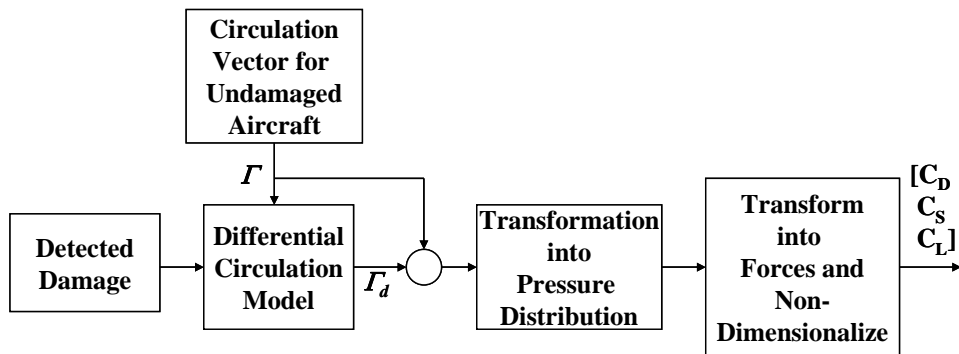 Circulation
Vector for
Undamaged
Aircraft
Γ
Detected
Damage
Differential
Circulation
Model
Γd
Transformation
into
Pressure
Distribution
Transform
into
Forces and
Non-
Dimensionalize
[CD
CS
CL]